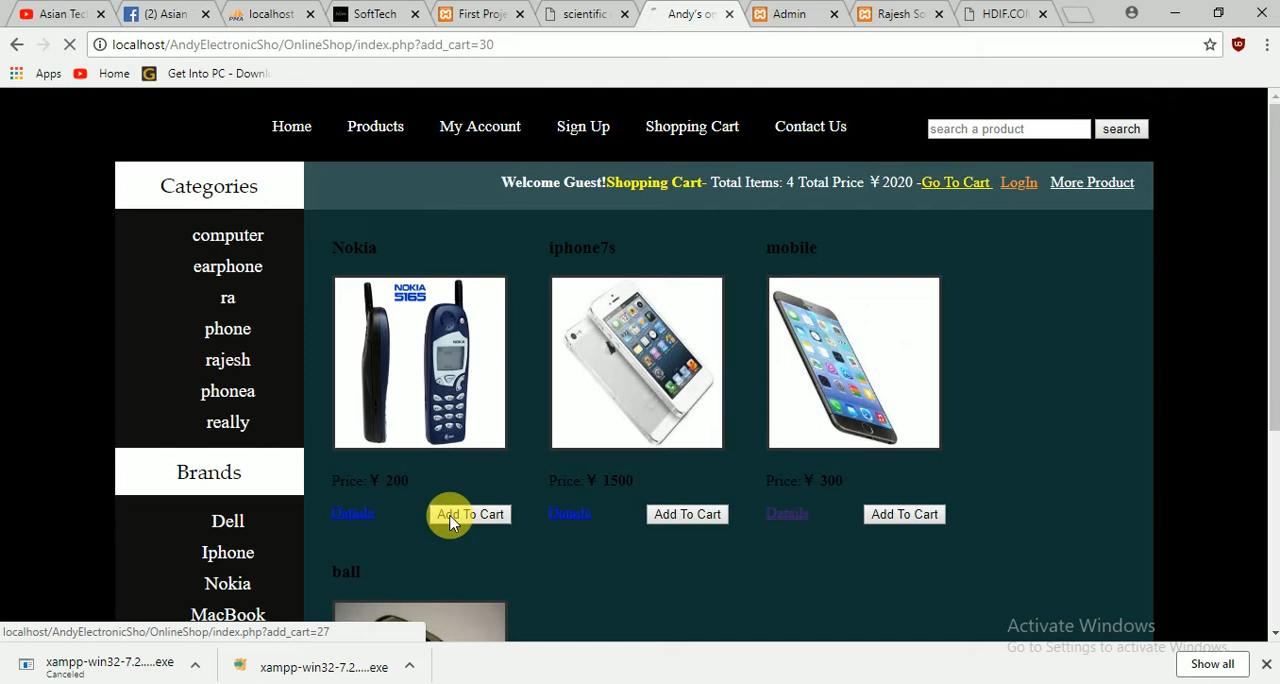 Asian Tec
(2) Asian
localhost
SoftTech
First Proje
scientific
Andy's on
Admin
Rajesh So
HDIF.COM
localhost/AndyElectronicSho/OnlineShop/index.php?add_cart=30
Apps
Home
Get Into PC - Downl
Home
Products
My Account
Sign Up
Shopping Cart
Contact Us
search a product
search
Categories
Welcome Guest!Shopping Cart- Total Items: 4 Total Price ￥2020 -Go To Cart LogIn More Product
computer
earphone
ra
phone
rajesh
phonea
really
Brands
Dell
Iphone
Nokia
MacBook
Nokia
iphone7s
mobile
NOKIA
5165
Price:￥ 200
Price:￥ 1500
Price:￥ 300
Details
Add To Cart
Details
Add To Cart
Details
Add To Cart
ball
localhost/AndyElectronicSho/OnlineShop/index.php?add_cart=27
Activate Windows
Go to Settings to activate Windows.
xampp-win32-7.2.....exe
Canceled
xampp-win32-7.2.....exe
Show all